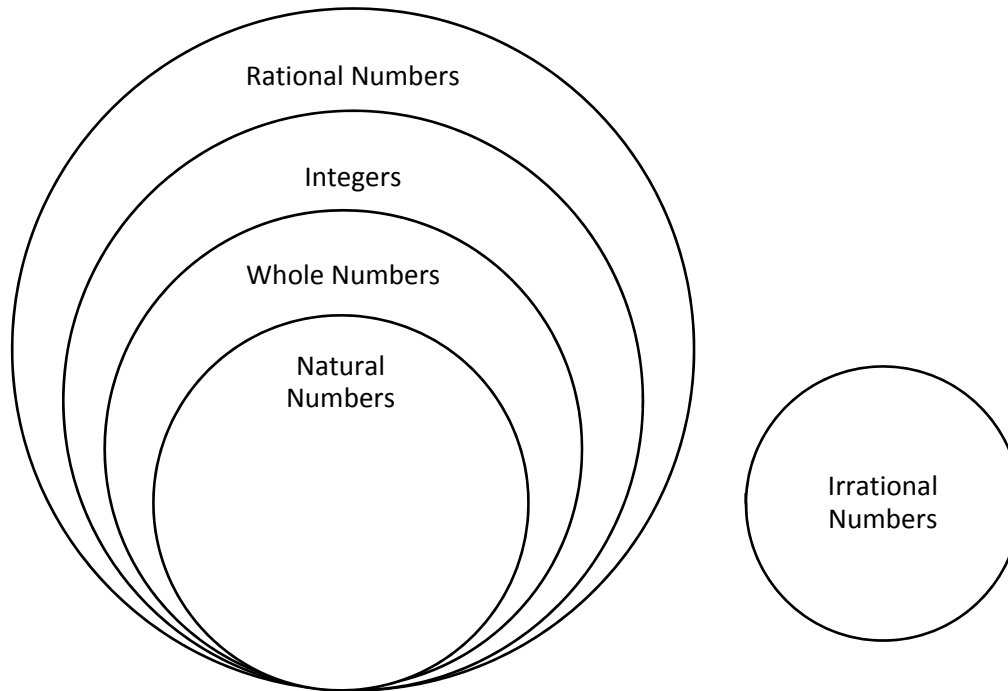 Rational Numbers
Integers
Whole Numbers
Natural
Numbers
Irrational
Numbers